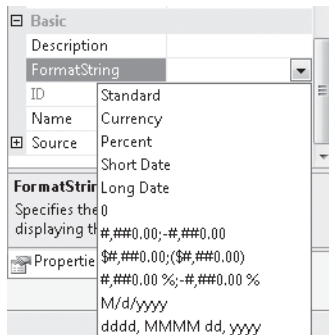 Basic
Description
FormatString
ID
Name
Source
Standard
Currency
Percent
Short Date
Long Date
0
#,##0.00;-#,##0.00
$#,##0.00;($#,##0.00)
#,##0.00 %;-#,##0.00 %
M/d/yyyy
dddd, MMMM dd, yyyy
FormatStrin
Specifies the
displaying th
Propertie